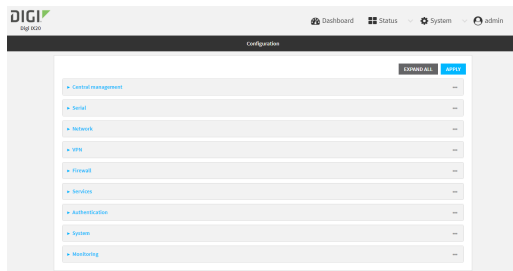 DIGI
Digi IX20
Dashboard
Status
System
admin
Configuration
EXPAND ALL
APPLY
Central management
Serial
Network
VPN
Firewall
Services
Authentication
System
Monitoring